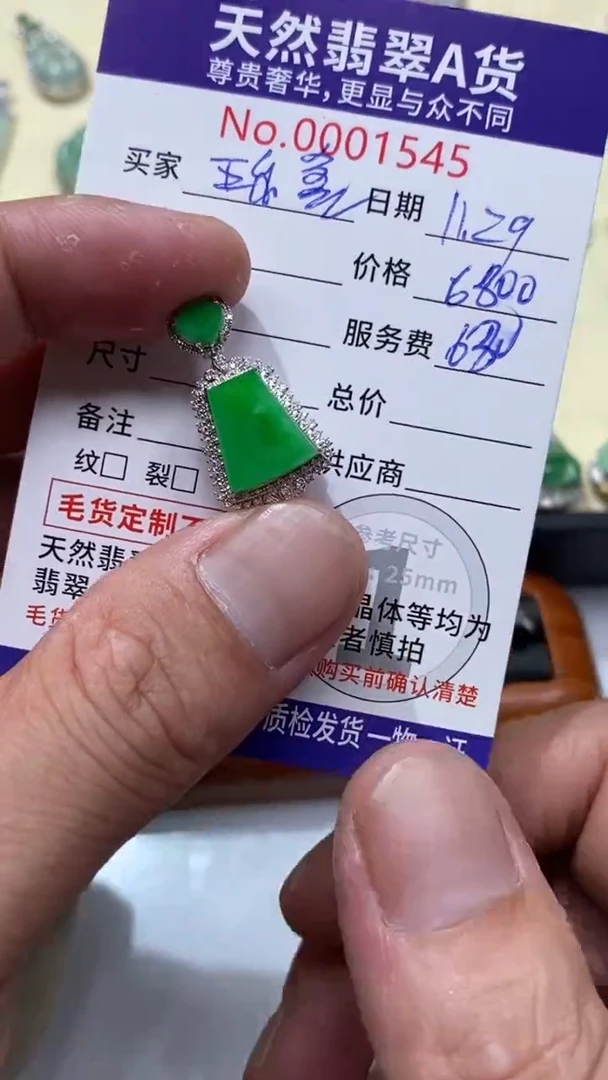 天然翡翠A货
尊贵奢华,更显与众不同
No.0001545
买家 日期 11.29
价格 6800
服务费
尺寸 总价
备注 供应商
纹□ 裂□
毛货定制
参考尺寸
25mm
天然翡
翡翠 晶体等均为
毛货 者慎拍
购买前确认清楚
质检发货 一物一证